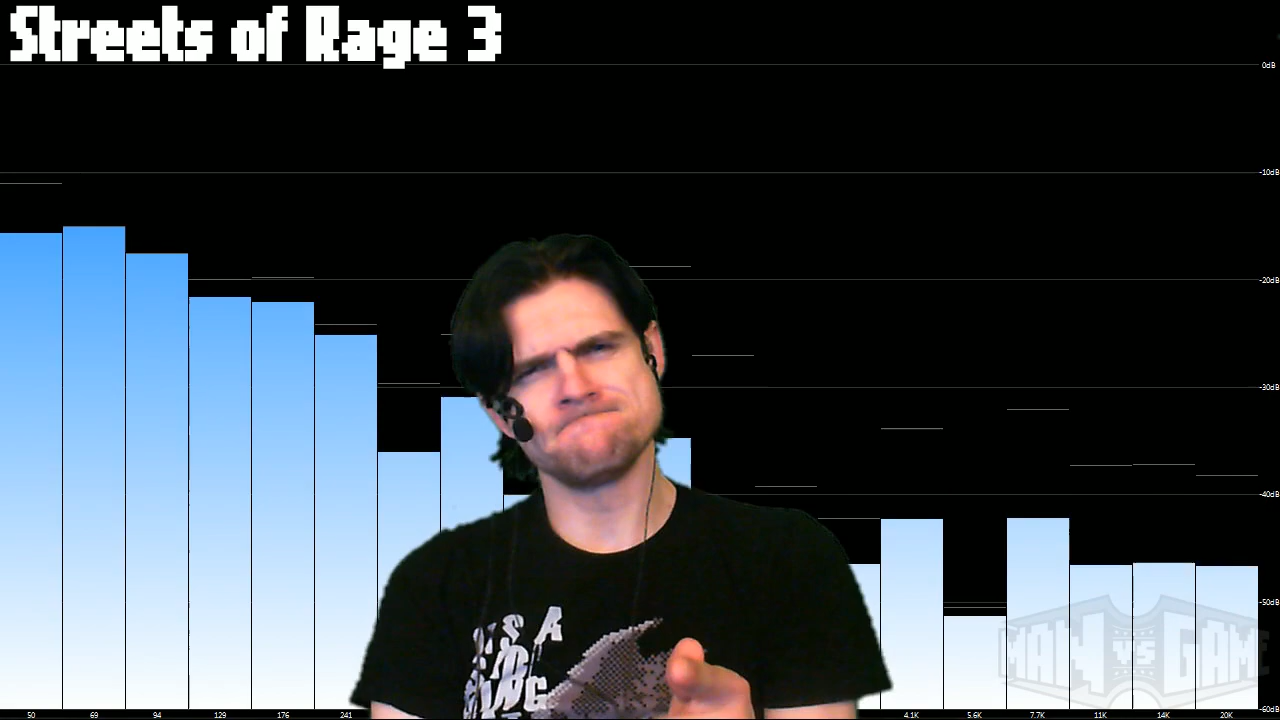 Streets of Rage 3
0dB
-10dB
-20dB
-30dB
-40dB
-50dB
-60dB
50 69 94 129 176 241 4.1K 5.6K 7.7K 11K 14K 20K
MAN VS GAME